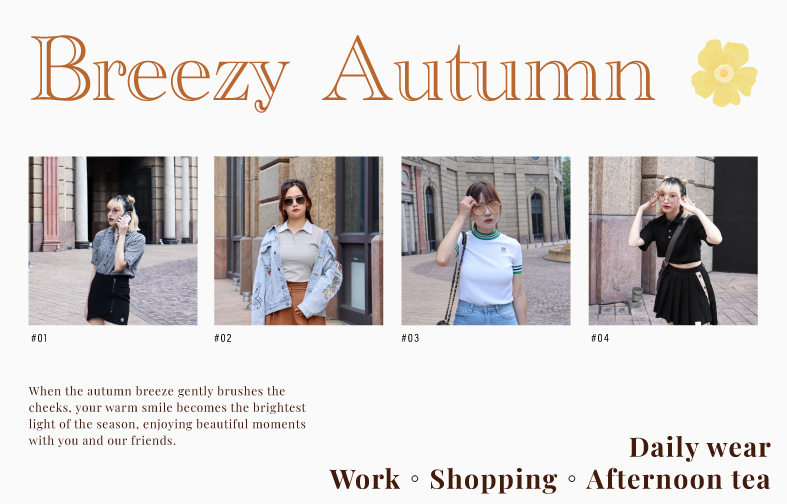 Breezy Autumn
#01
#02
#03
#04
When the autumn breeze gently brushes the
cheeks, your warm smile becomes the brightest
light of the season, enjoying beautiful moments
with you and our friends.
Daily wear
Work ◦ Shopping ◦ Afternoon tea